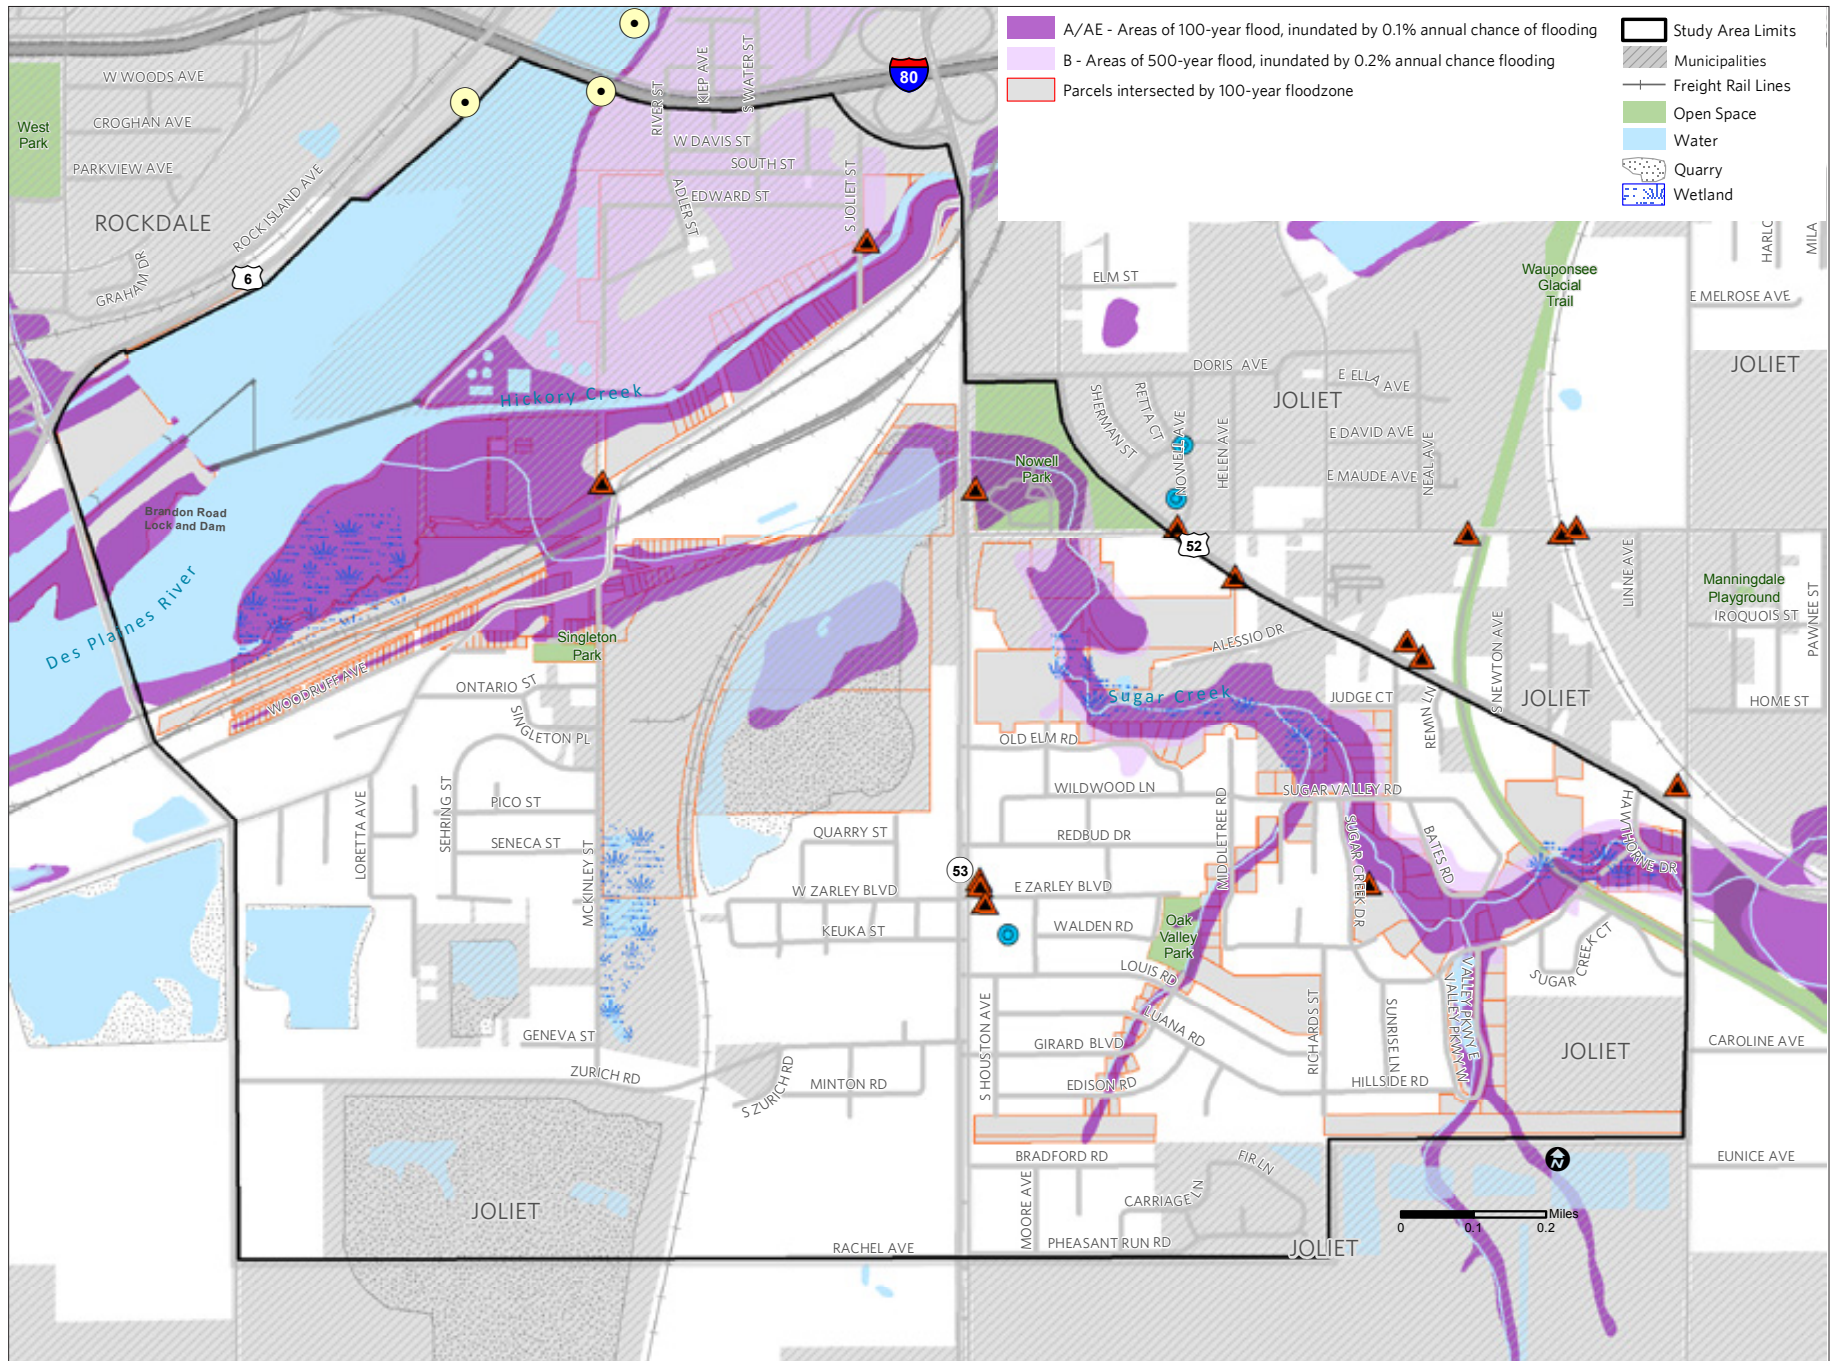 A/AE - Areas of 100-year flood, inundated by 0.1% annual chance of flooding
B - Areas of 500-year flood, inundated by 0.2% annual chance flooding
Parcels intersected by 100-year floodzone
Study Area Limits
Municipalities
Freight Rail Lines
Open Space
Water
Quarry
Wetland
80
W WOODS AVE
West
Park
CROGHAN AVE
PARKVIEW AVE
ROCKDALE
ROCK ISLAND AVE
GRAHAM DR
6
RIVER ST
KIEP AVE
S WATER ST
W DAVIS ST
SOUTH ST
EDWARD ST
ADLER ST
S JOLIET ST
Hickory Creek
Brandon Road
Lock and Dam
Des Plaines River
ELM ST
Wauponsee
Glacial
Trail
HARLO
MILA
E MELROSE AVE
JOLIET
DORIS AVE
E ELLA AVE
JOLIET
SHERMAN ST
RETTA CT
NOWELL AVE
HELEN AVE
E DAVID AVE
E MAUDE AVE
NEAL AVE
Nowell
Park
52
LINNE AVE
Manningdale
Playground
IROQUOIS ST
PAWNEE ST
HOME ST
ALESSIO DR
S NEWTON AVE
JOLIET
JUDGE CT
RENN LN
Sugar Creek
Singleton
Park
WOODRUFF AVE
ONTARIO ST
SINGLETON PL
OLD ELM RD
WILDWOOD LN
SUGAR VALLEY RD
MIDDLETREE RD
REDBUD DR
SUGAR CREEK DR
BATES RD
HAWTHORNE DR
LORETTA AVE
SEHRING ST
PICO ST
SENECA ST
MCKINLEY ST
QUARRY ST
W ZARLEY BLVD
KEUKA ST
53
E ZARLEY BLVD
WALDEN RD
Oak
Valley
Park
LOUIS RD
LUANA RD
SUGAR CREEK CT
VALLEY PKWY E
VALLEY PKWY W
SUNRISE LN
RICHARDS ST
S HOUSTON AVE
GIRARD BLVD
EDISON RD
HILLSIDE RD
JOLIET
CAROLINE AVE
GENEVA ST
ZURICH RD
S ZURICH RD
MINTON RD
BRADFORD RD
FIR LN
MOORE AVE
CARRIAGE LN
PHEASANT RUN RD
EUNICE AVE
N
Miles
0
0.1
0.2
JOLIET
RACHEL AVE
JOLIET